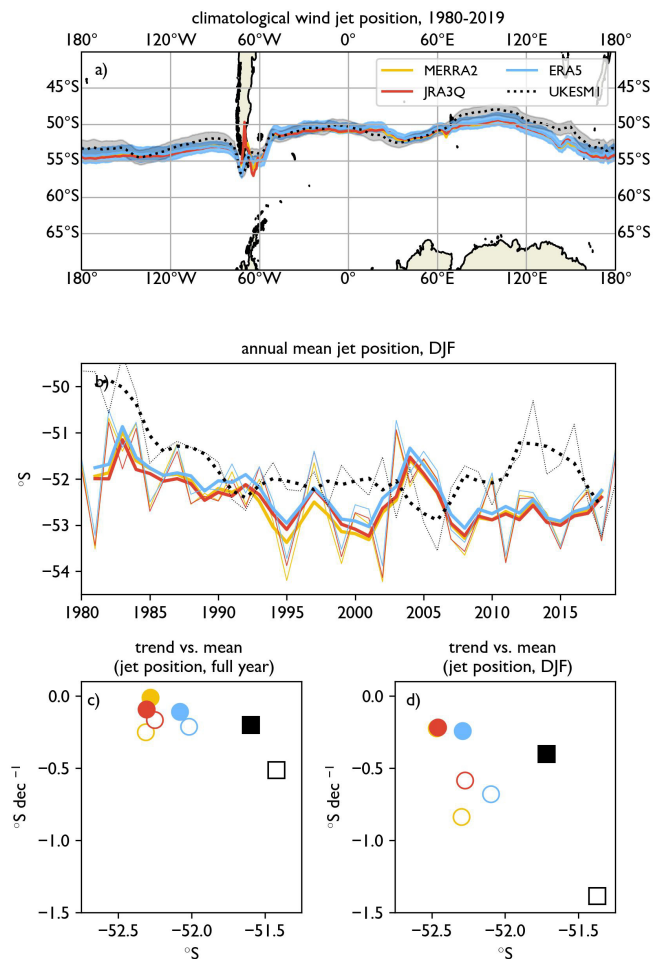 climatological wind jet position, 1980-2019
180° 120°W 60°W 0° 60°E 120°E 180°
a)
MERRA2 ERA5
JRA3Q UKESM1
45°S 45°S
50°S 50°S
55°S 55°S
60°S 60°S
65°S 65°S
180° 120°W 60°W 0° 60°E 120°E 180°
annual mean jet position, DJF
b)
−50
−51
−52
−53
−54
°S
1980 1985 1990 1995 2000 2005 2010 2015
trend vs. mean trend vs. mean
(jet position, full year) (jet position, DJF)
c) d)
0.0 0.0
−0.5 −0.5
−1.0 −1.0
−1.5 −1.5
°S dec −1 °S dec −1
−52.5 −52.0 −51.5 −52.5 −52.0 −51.5
°S °S